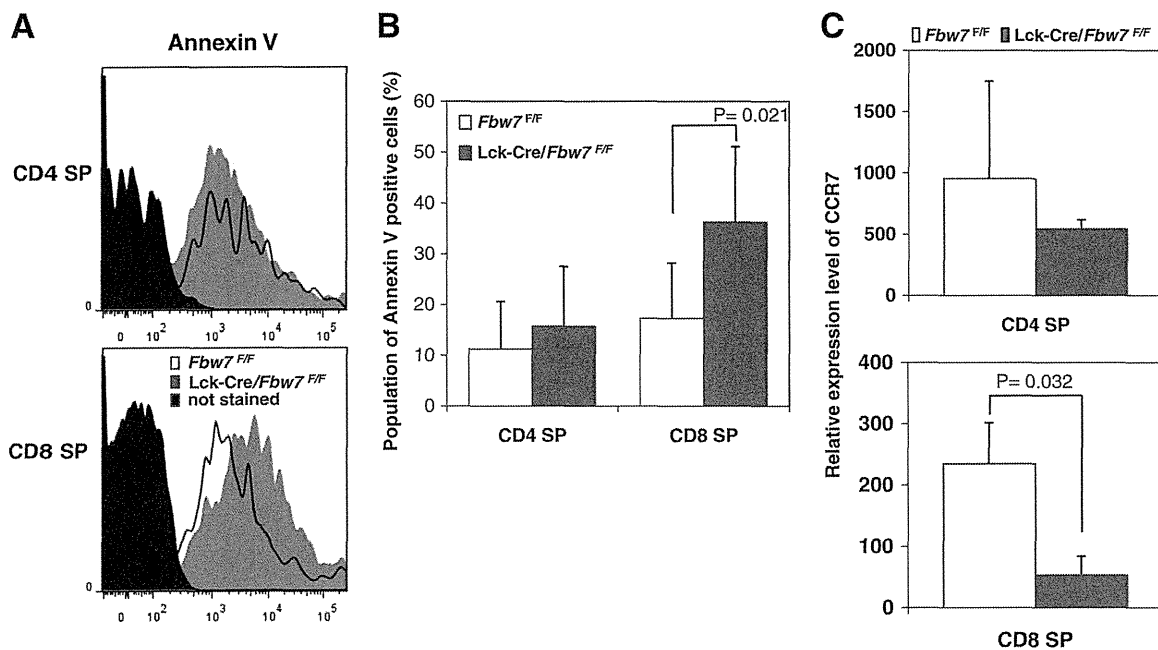 A
Annexin V
CD4 SP
0
0 10² 10³ 10⁴ 10⁵
Fbw7 F/F
Lck-Cre/Fbw7 F/F
not stained
CD8 SP
0
0 10² 10³ 10⁴ 10⁵
B
Population of Annexin V positive cells (%)
60
50
40
30
20
10
0
Fbw7 F/F
Lck-Cre/Fbw7 F/F
P= 0.021
CD4 SP
CD8 SP
C
Fbw7 F/F Lck-Cre/Fbw7 F/F
Relative expression level of CCR7
2000
1500
1000
500
0
CD4 SP
400
300
200
100
0
P= 0.032
CD8 SP